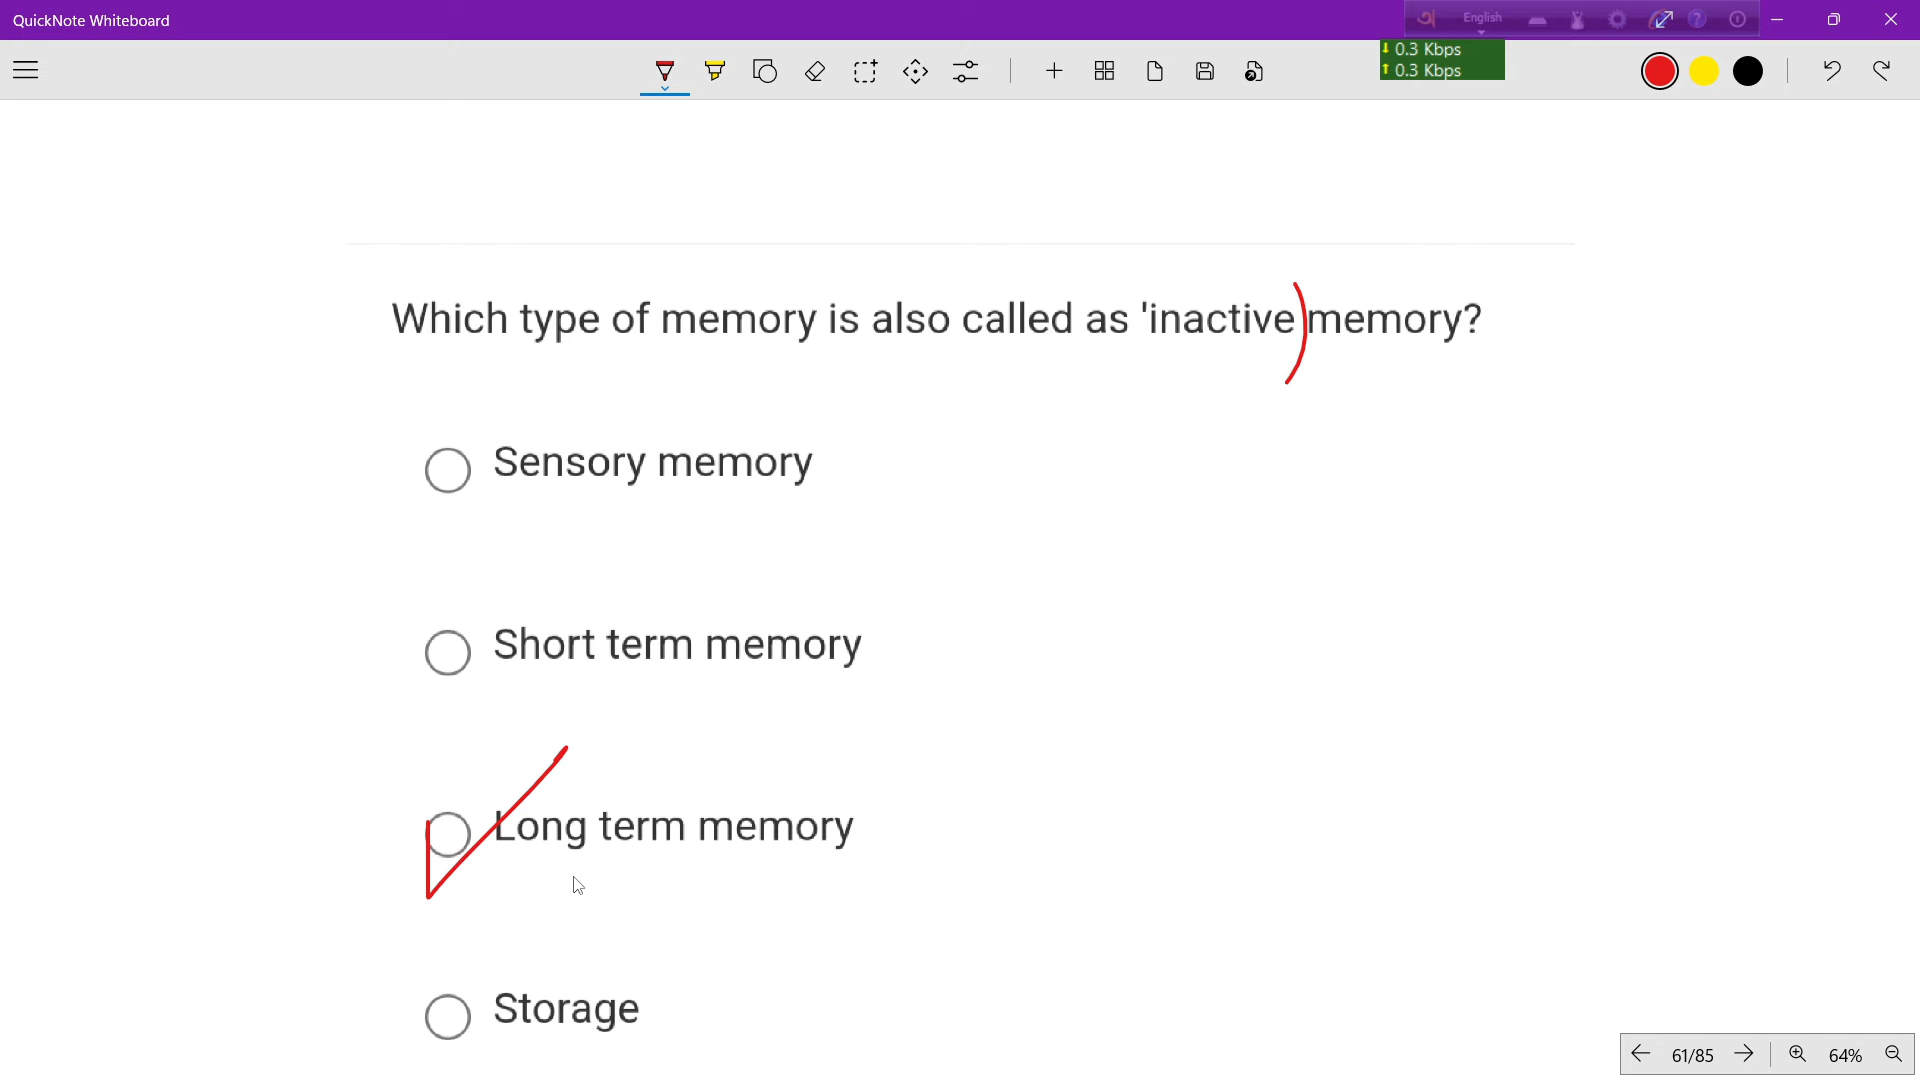 QuickNote Whiteboard
English
0.3 Kbps
0.3 Kbps
Which type of memory is also called as 'inactive memory?
Sensory memory
Short term memory
Long term memory
Storage
61/85
64%